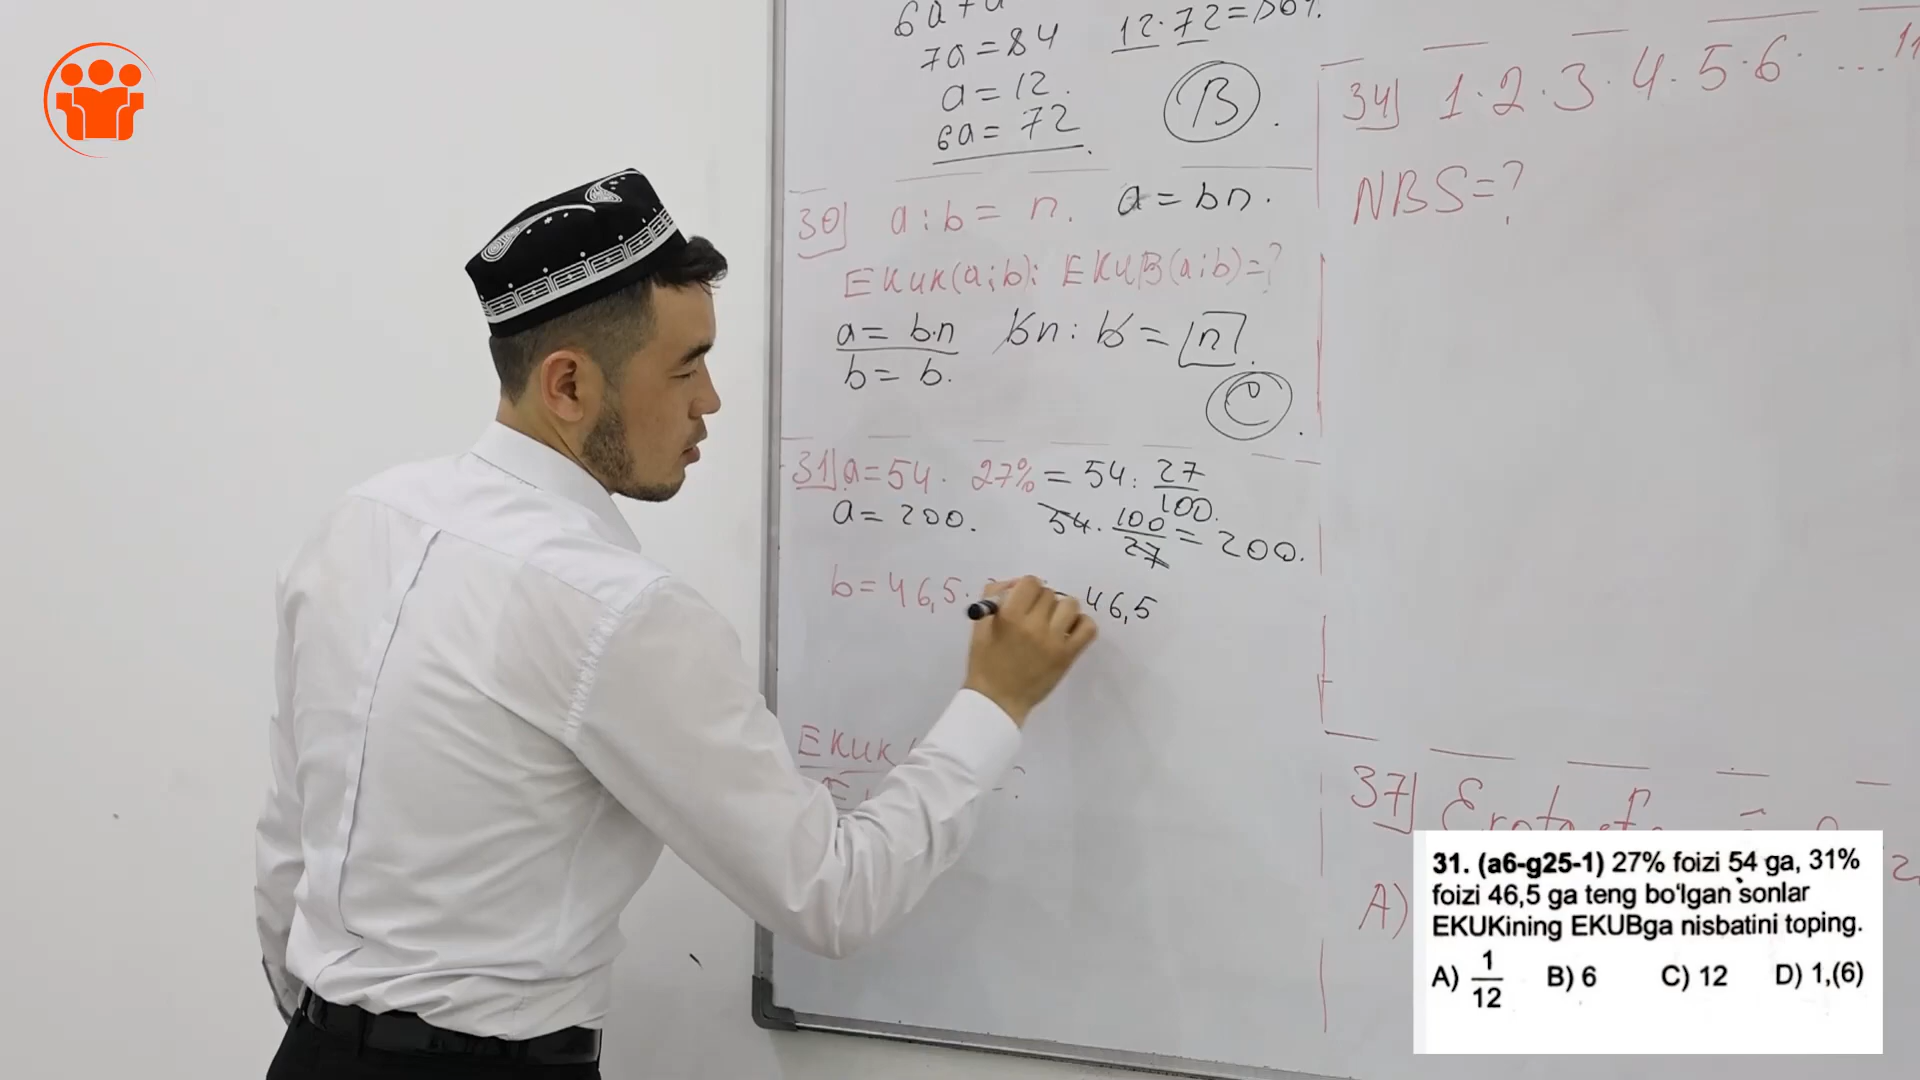 7a = 84
a = 12.
6a = 72.
12·72=
B.
30) a:b = n. a = bn.
EKUK(a;b): EKUB(a;b)=?
a = b·n bn : b = n.
b = b.
C.
31) a=54. 27% = 54 : 27/100.
a = 200. 54 · 100/27 = 200.
b = 46,5. = 46,5
EKUK
34) 1·2·3·4·5·6· ...
NBS=?
37)
A)
31. (a6-g25-1) 27% foizi 54 ga, 31%
foizi 46,5 ga teng bo'lgan sonlar
EKUKining EKUBga nisbatini toping.
A) 1/12 B) 6 C) 12 D) 1,(6)